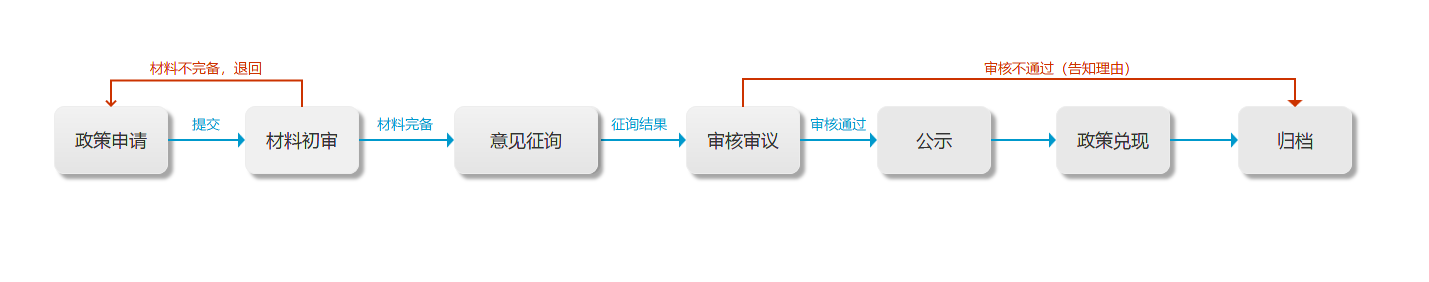 材料不完备，退回
审核不通过（告知理由）
政策申请
提交
材料初审
材料完备
意见征询
征询结果
审核审议
审核通过
公示
政策兑现
归档